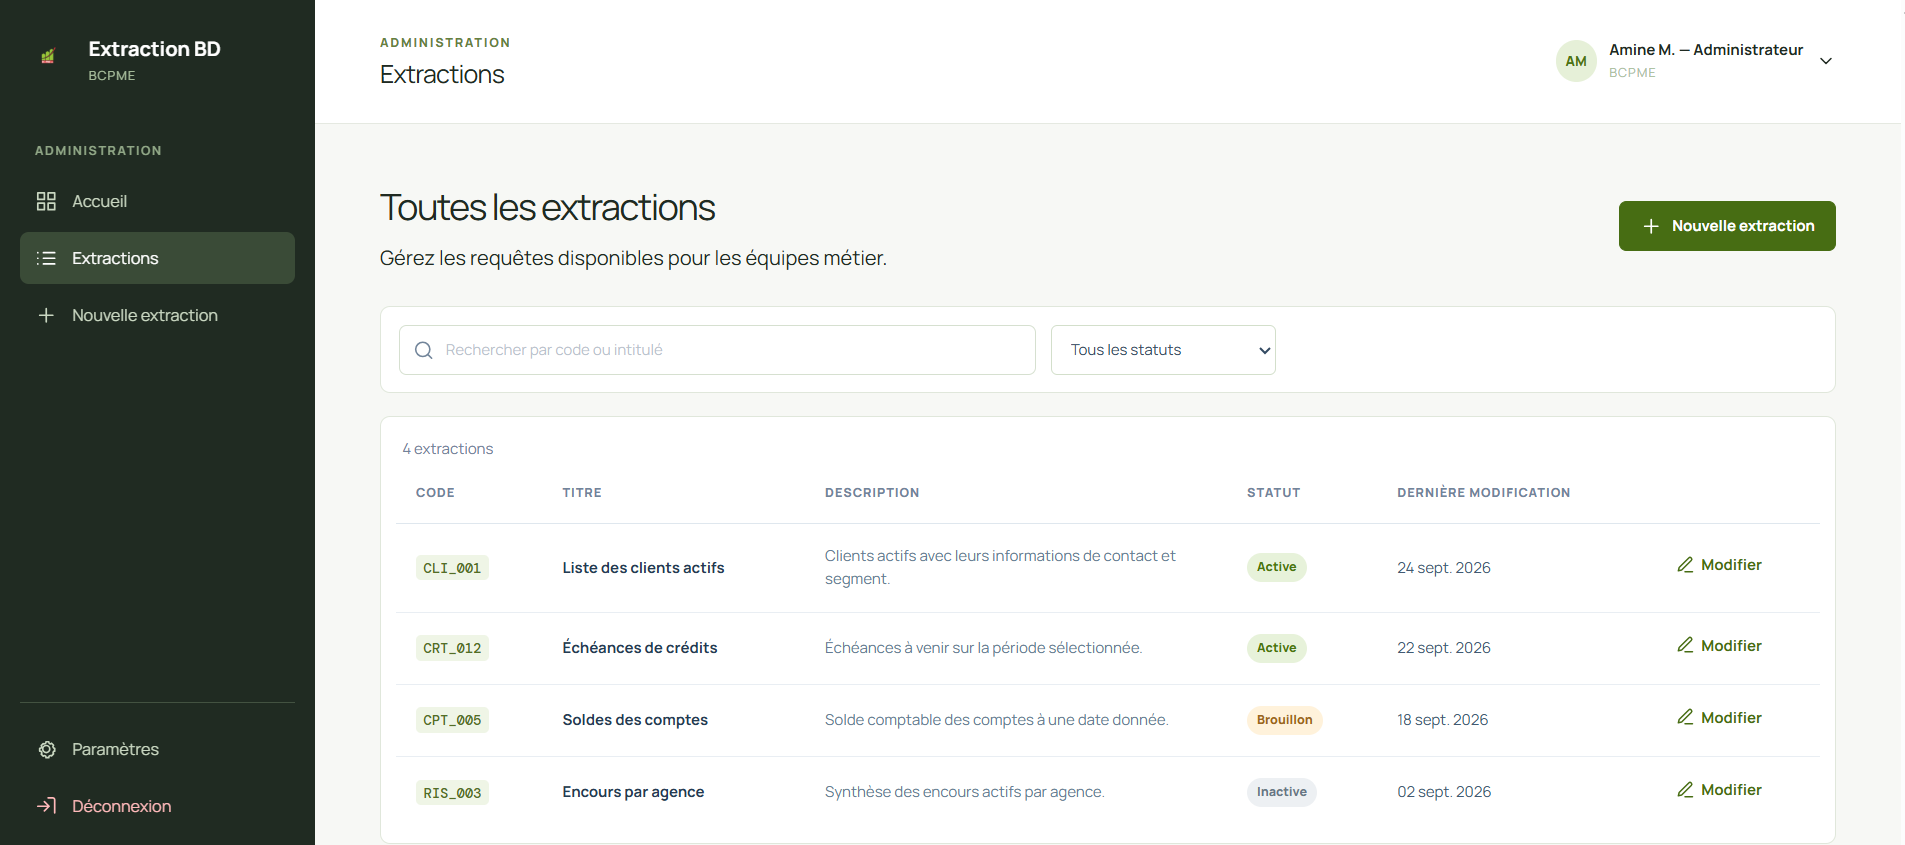 Extraction BD
BCPME
ADMINISTRATION
Accueil
Extractions
Nouvelle extraction
Paramètres
Déconnexion
ADMINISTRATION
Extractions
AM
Amine M. — Administrateur
BCPME
Toutes les extractions
Gérez les requêtes disponibles pour les équipes métier.
Nouvelle extraction
Rechercher par code ou intitulé
Tous les statuts
4 extractions
CODE TITRE DESCRIPTION STATUT DERNIÈRE MODIFICATION
CLI_001 Liste des clients actifs Clients actifs avec leurs informations de contact et
segment. Active 24 sept. 2026 Modifier
CRT_012 Échéances de crédits Échéances à venir sur la période sélectionnée. Active 22 sept. 2026 Modifier
CPT_005 Soldes des comptes Solde comptable des comptes à une date donnée. Brouillon 18 sept. 2026 Modifier
RIS_003 Encours par agence Synthèse des encours actifs par agence. Inactive 02 sept. 2026 Modifier